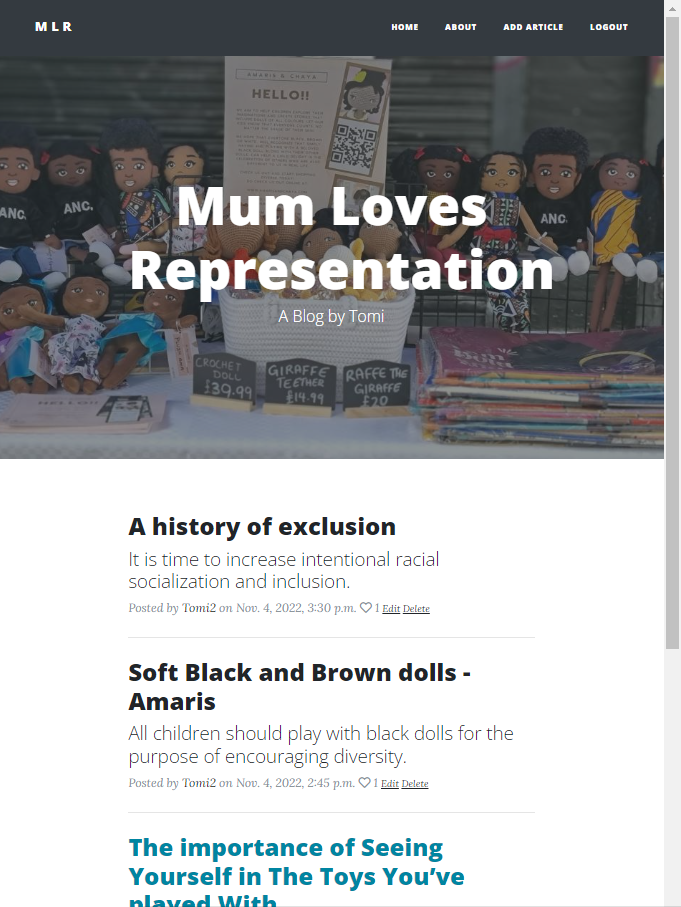 MLR
HOME ABOUT ADD ARTICLE LOGOUT
AMARIS & CHAYA
HELLO!!
ANC.
ANC.
ANC.
Mum Loves
Representation
A Blog by Tomi
CROCHET
DOLL
£39.99
GIRAFFE
TEETHER
£14.99
RAFFE THE
GIRAFFE
£20
A history of exclusion
It is time to increase intentional racial
socialization and inclusion.
Posted by Tomi2 on Nov. 4, 2022, 3:30 p.m. 1 Edit Delete
Soft Black and Brown dolls -
Amaris
All children should play with black dolls for the
purpose of encouraging diversity.
Posted by Tomi2 on Nov. 4, 2022, 2:45 p.m. 1 Edit Delete
The importance of Seeing
Yourself in The Toys You’ve
played With